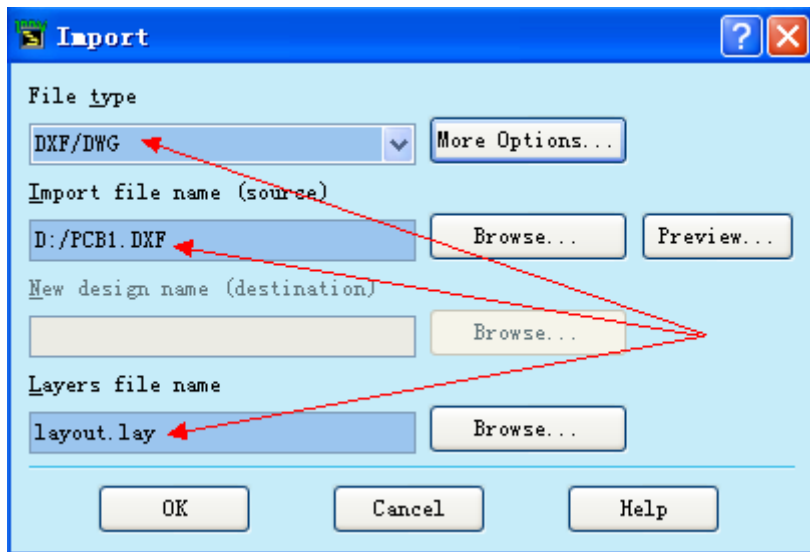 Import
File type
DXF/DWG
More Options...
Import file name (source)
D:/PCB1.DXF
Browse...
Preview...
New design name (destination)
Browse...
Layers file name
layout.lay
Browse...
OK
Cancel
Help